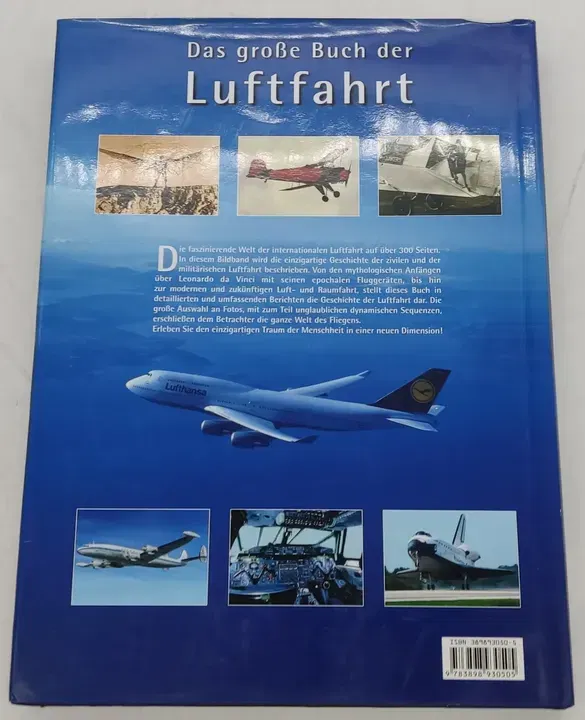 Das große Buch der
Luftfahrt
Die faszinierende Welt der internationalen Luftfahrt auf über 300 Seiten.
In diesem Bildband wird die einzigartige Geschichte der zivilen und der
militärischen Luftfahrt beschrieben. Von den mythologischen Anfängen
über Leonardo da Vinci mit seinen epochalen Fluggeräten, bis hin
zur modernen und zukünftigen Luft- und Raumfahrt, stellt dieses Buch in
detaillierten und umfassenden Berichten die Geschichte der Luftfahrt dar. Die
große Auswahl an Fotos, mit zum Teil unglaublichen dynamischen Sequenzen,
erschließen dem Betrachter die ganze Welt des Fliegens.
Erleben Sie den einzigartigen Traum der Menschheit in einer neuen Dimension!
Lufthansa
ISBN 389893050-5
9 783898 930505